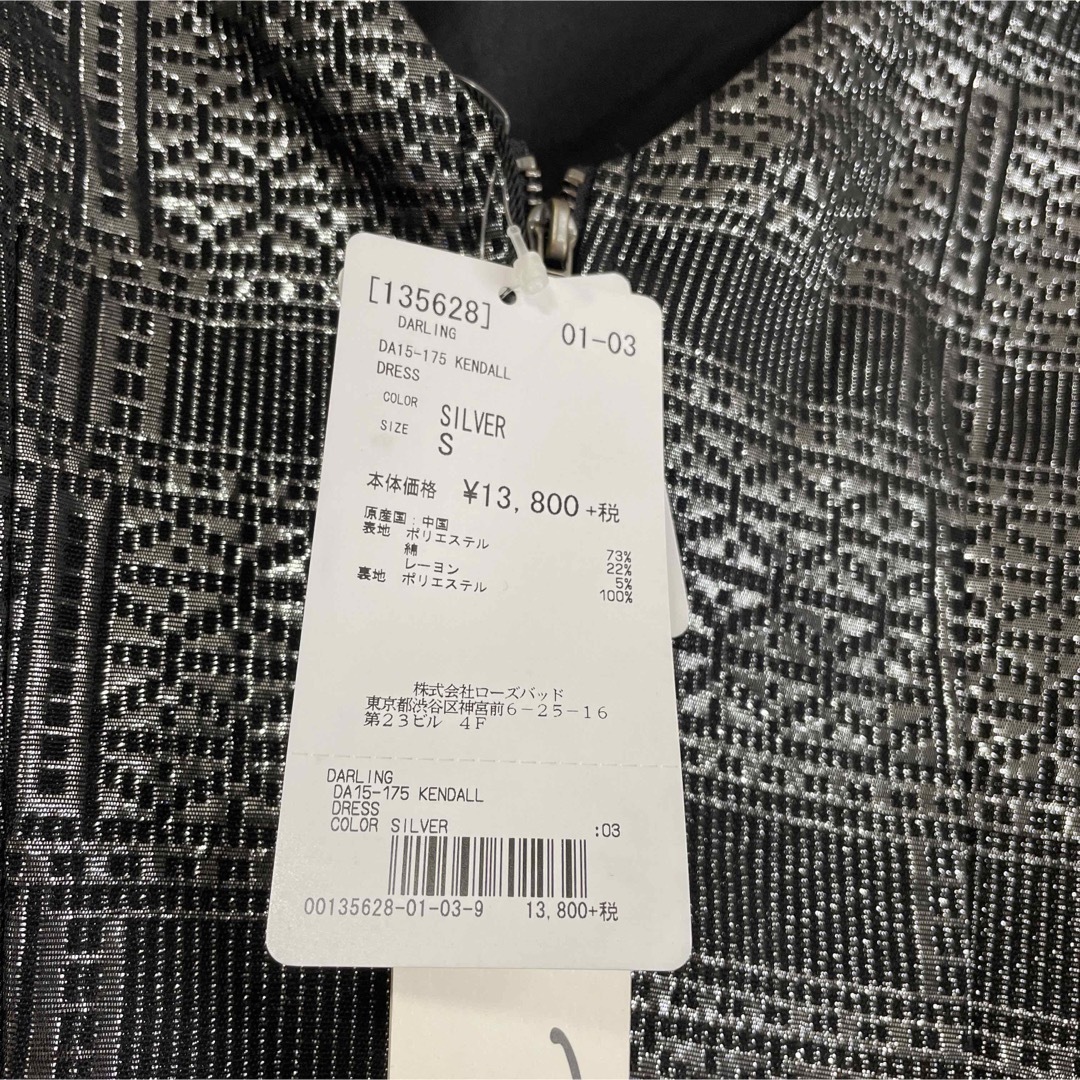 [135628]
DARLING
01-03
DA15-175 KENDALL
DRESS
COLOR SILVER
SIZE S
本体価格 ¥13,800+税
原産国:中国
表地 ポリエステル 73%
綿 22%
レーヨン 5%
裏地 ポリエステル 100%
株式会社ローズバッド
東京都渋谷区神宮前6-25-16
第23ビル 4F
DARLING
DA15-175 KENDALL
DRESS
COLOR SILVER :03
00135628-01-03-9 13,800+税